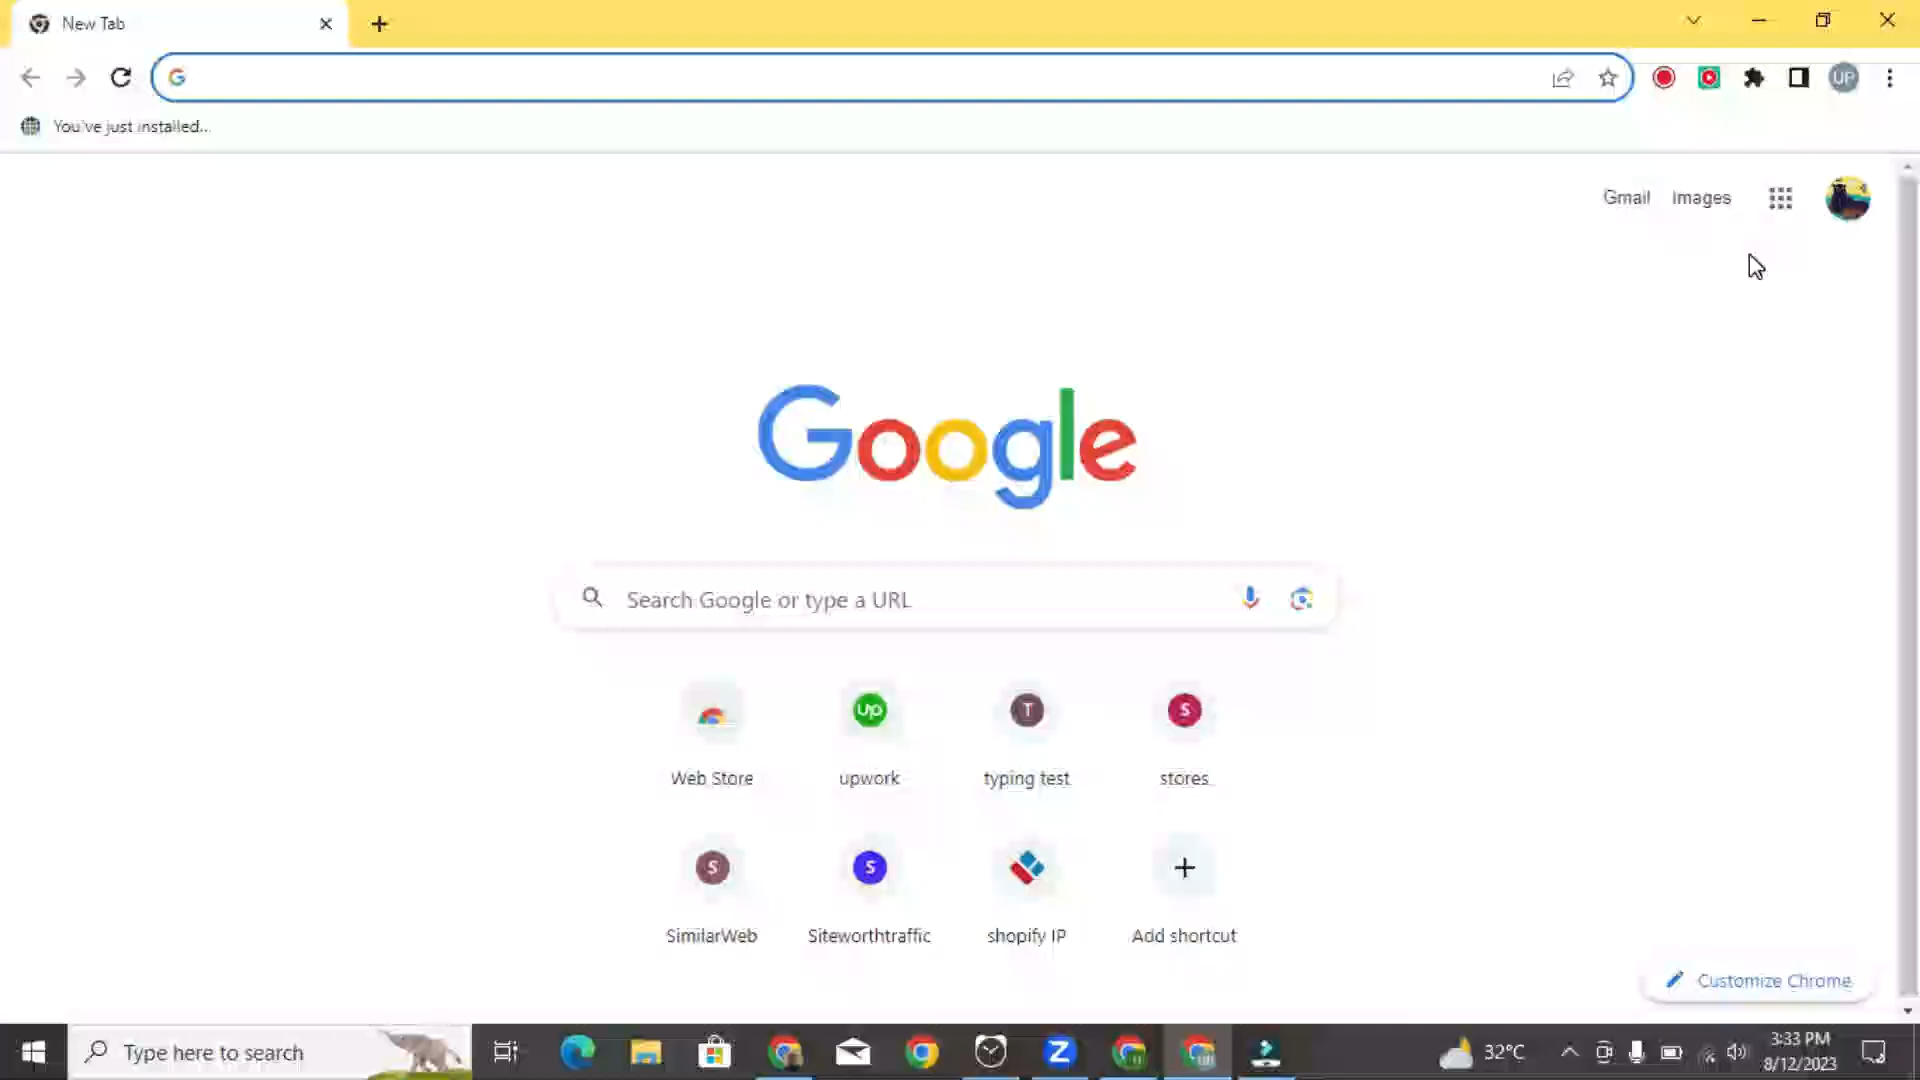 New Tab
You've just installed...
UP
Gmail Images
Google
Search Google or type a URL
up T S
Web Store upwork typing test stores
S S
SimilarWeb Siteworthtraffic shopify IP Add shortcut
Customize Chrome
Type here to search
32°C
3:33 PM
8/12/2023